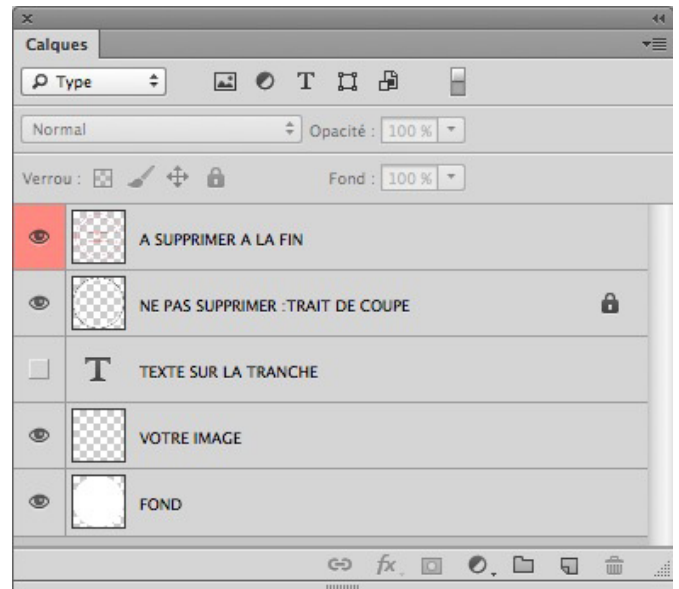 Calques
Type
Normal Opacité : 100 %
Verrou : Fond : 100 %
A SUPPRIMER A LA FIN
NE PAS SUPPRIMER :TRAIT DE COUPE
T TEXTE SUR LA TRANCHE
VOTRE IMAGE
FOND
fx